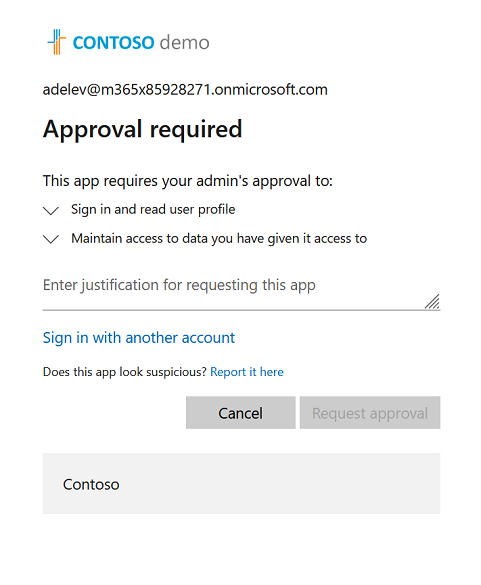 CONTOSO demo
adelev@m365x85928271.onmicrosoft.com
Approval required
This app requires your admin's approval to:
Sign in and read user profile
Maintain access to data you have given it access to
Enter justification for requesting this app
Sign in with another account
Does this app look suspicious? Report it here
Cancel
Request approval
Contoso